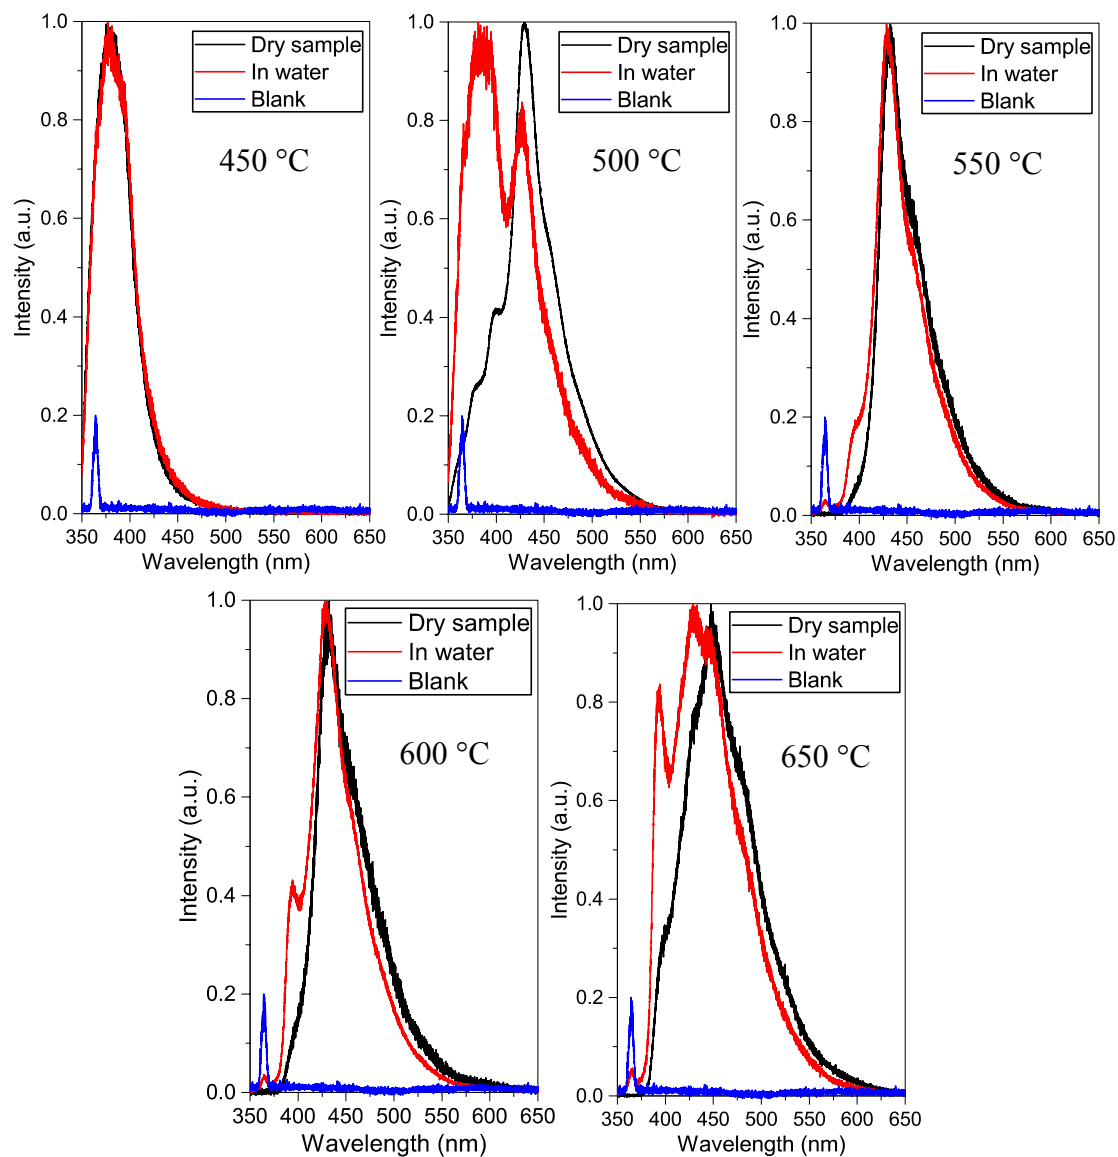 1.0
0.8
0.6
0.4
0.2
0.0
Intensity (a.u.)
Dry sample
In water
Blank
450 °C
350 400 450 500 550 600 650
Wavelength (nm)
1.0
0.8
0.6
0.4
0.2
0.0
Intensity (a.u.)
Dry sample
In water
Blank
500 °C
350 400 450 500 550 600 650
Wavelength (nm)
1.0
0.8
0.6
0.4
0.2
0.0
Intensity (a.u.)
Dry sample
In water
Blank
550 °C
350 400 450 500 550 600 650
Wavelength (nm)
1.0
0.8
0.6
0.4
0.2
0.0
Intensity (a.u.)
Dry sample
In water
Blank
600 °C
350 400 450 500 550 600 650
Wavelength (nm)
1.0
0.8
0.6
0.4
0.2
0.0
Intensity (a.u.)
Dry sample
In water
Blank
650 °C
350 400 450 500 550 600 650
Wavelength (nm)